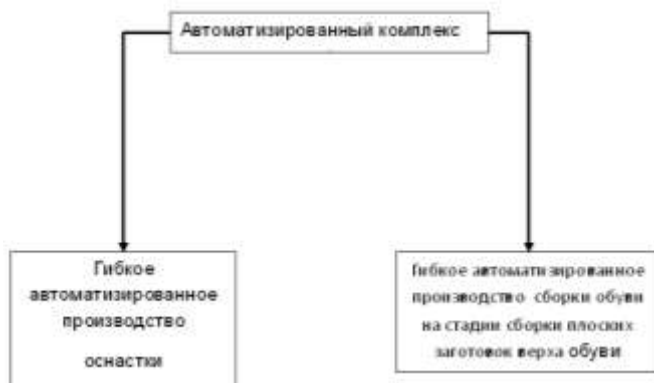 Автоматизированный комплекс
Гибкое
автоматизированное
производство
оснастки
Гибкое автоматизированное
производство сборки обуви
на стадии сборки плоских
заготовок верха обуви